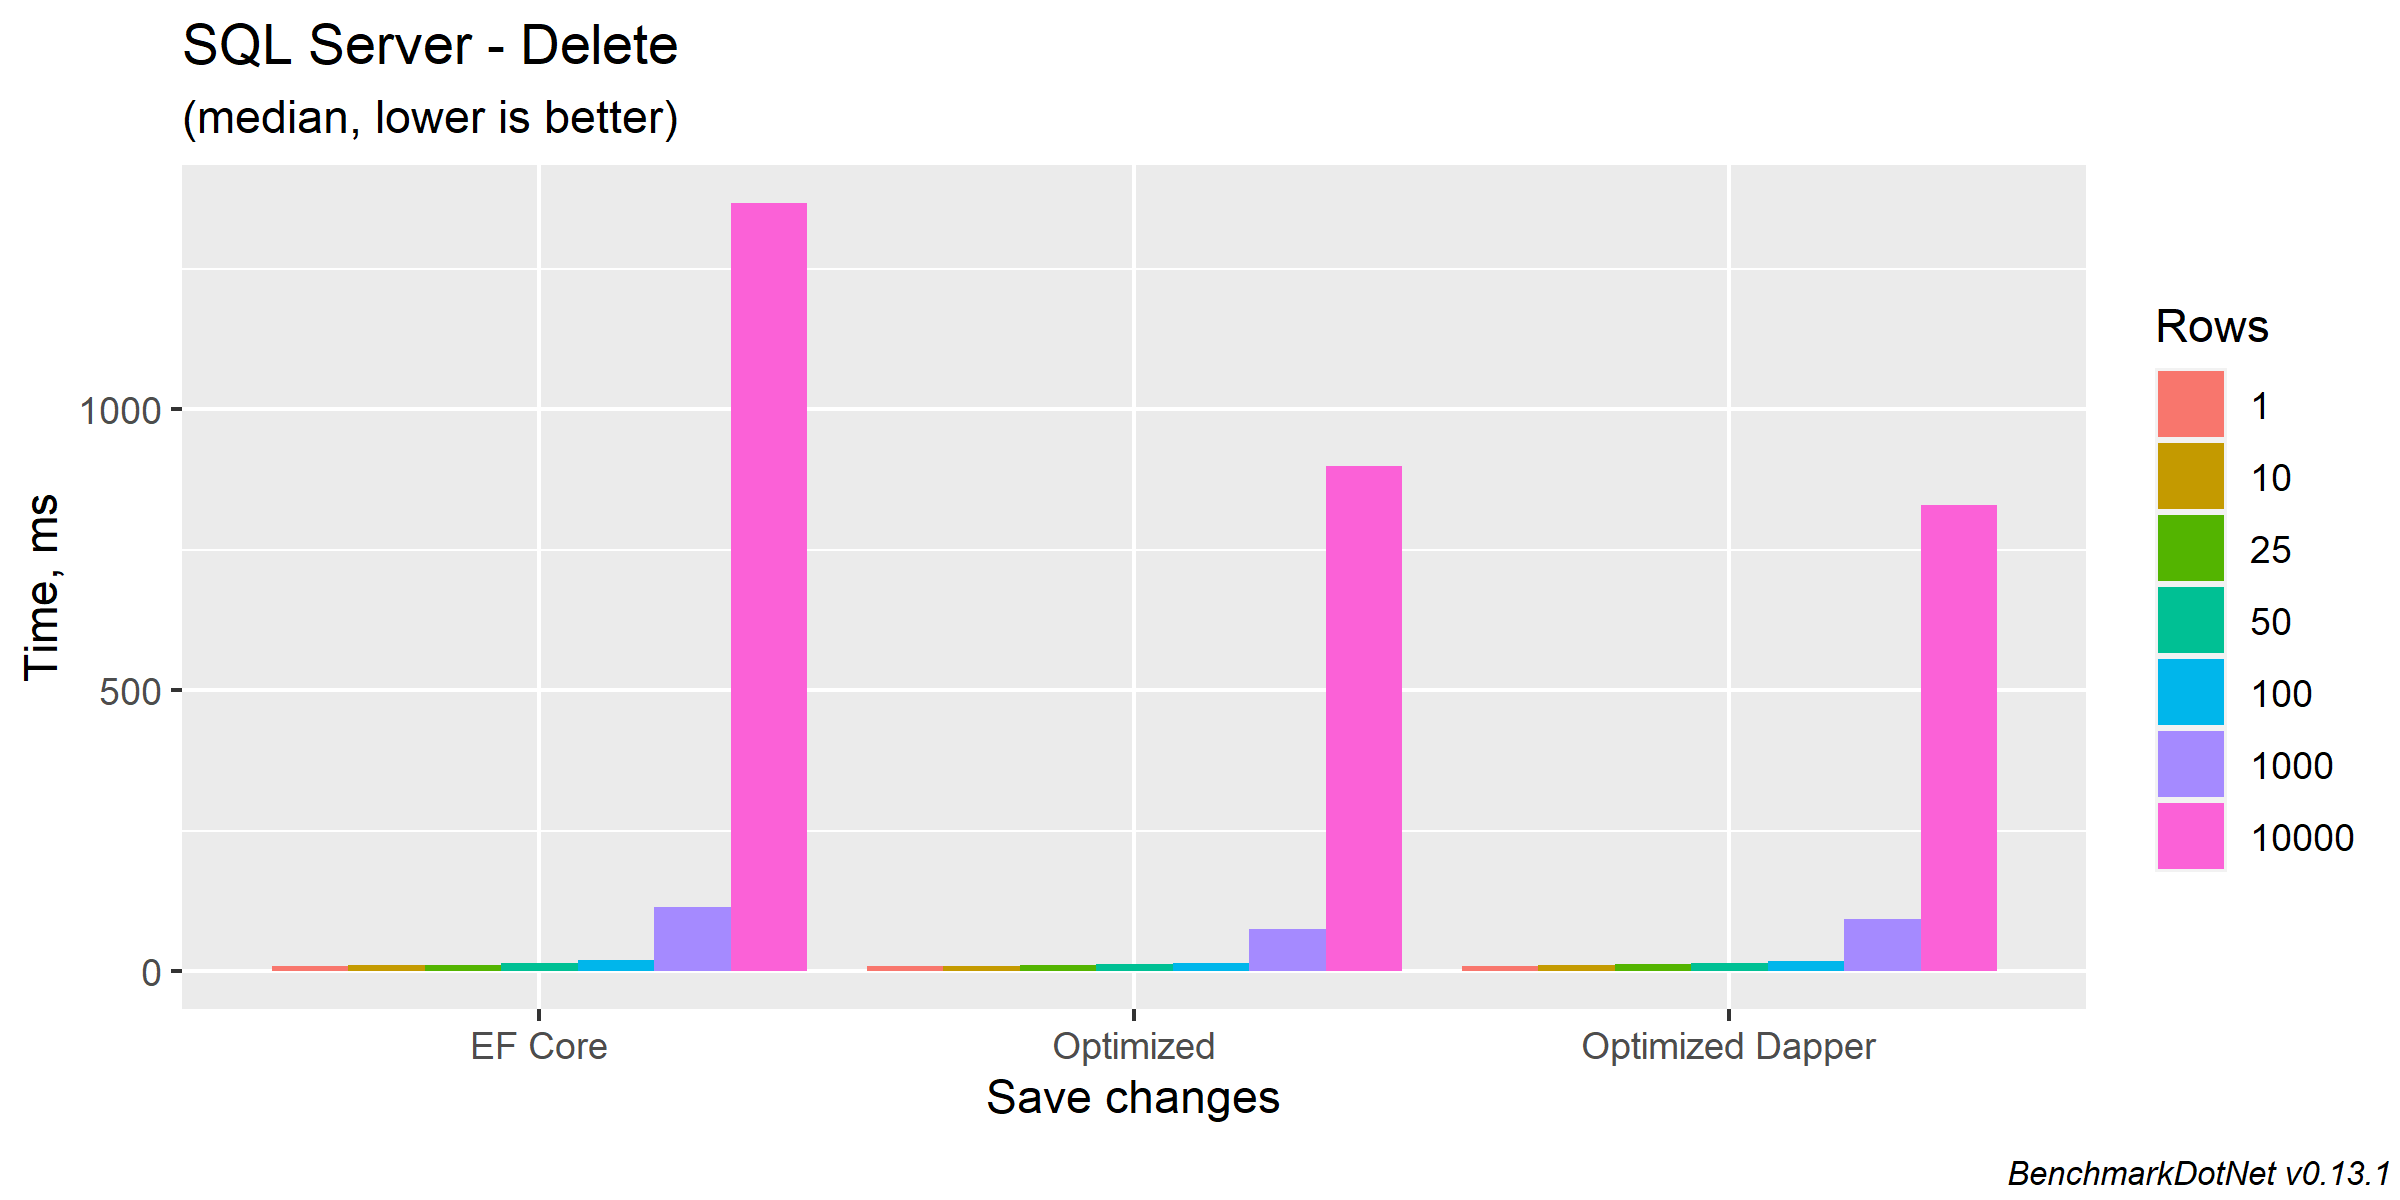 SQL Server - Delete
(median, lower is better)
Time, ms
1000
500
0
EF Core
Optimized
Optimized Dapper
Save changes
Rows
1
10
25
50
100
1000
10000
BenchmarkDotNet v0.13.1